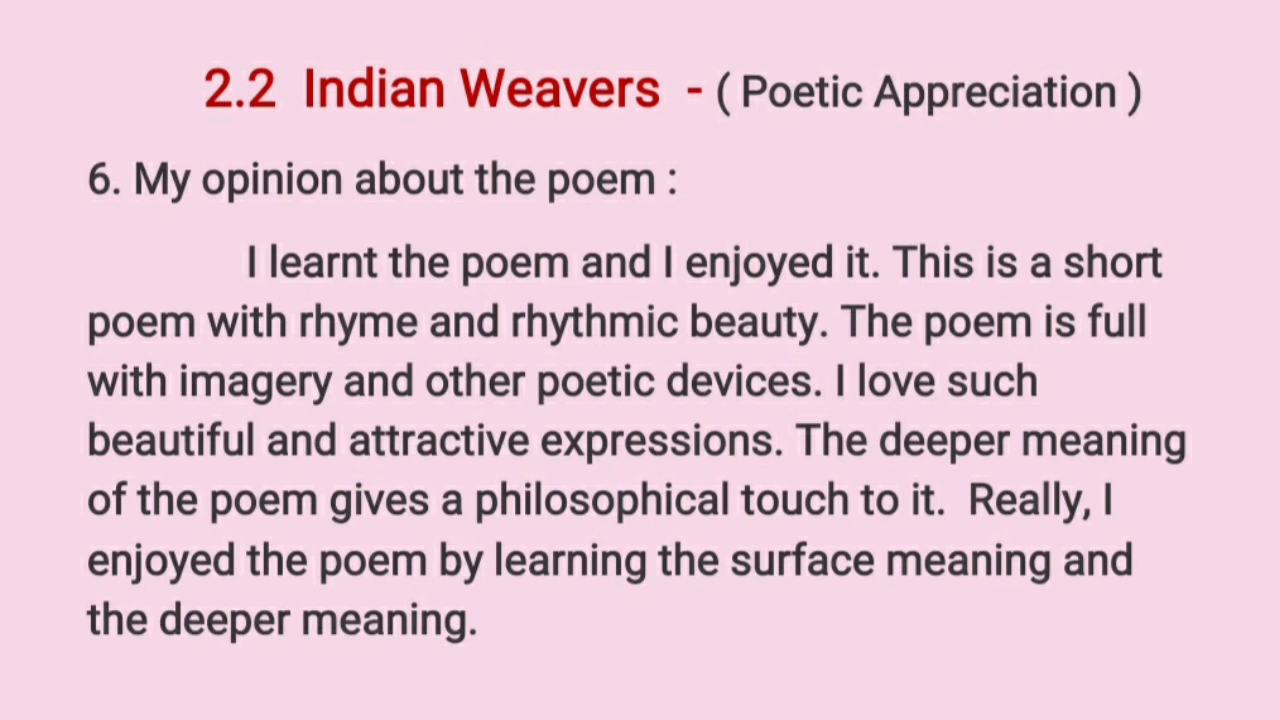 2.2 Indian Weavers - ( Poetic Appreciation )
6. My opinion about the poem :
I learnt the poem and I enjoyed it. This is a short
poem with rhyme and rhythmic beauty. The poem is full
with imagery and other poetic devices. I love such
beautiful and attractive expressions. The deeper meaning
of the poem gives a philosophical touch to it. Really, I
enjoyed the poem by learning the surface meaning and
the deeper meaning.